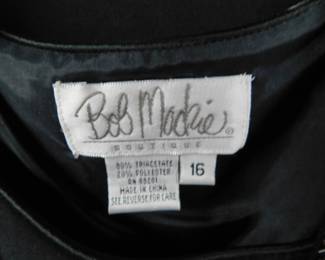 Bob Mackie®
BOUTIQUE
80% TRIACETATE
20% POLYESTER
MADE IN CHINA
SEE REVERSE FOR CARE
16